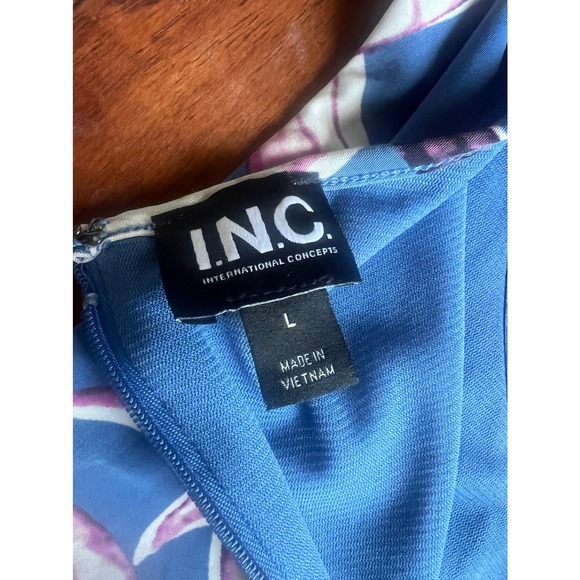 I.N.C.
INTERNATIONAL CONCEPTS
L
MADE IN
VIETNAM